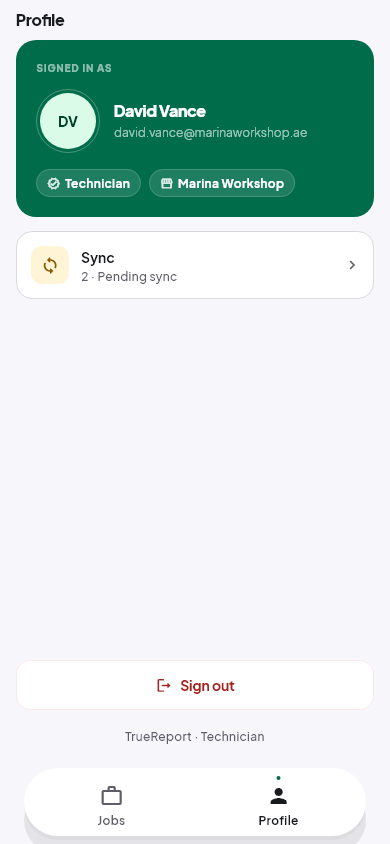 Profile
SIGNED IN AS
DV
David Vance
david.vance@marinaworkshop.ae
Technician
Marina Workshop
Sync
2 · Pending sync
Sign out
TrueReport · Technician
Jobs
Profile